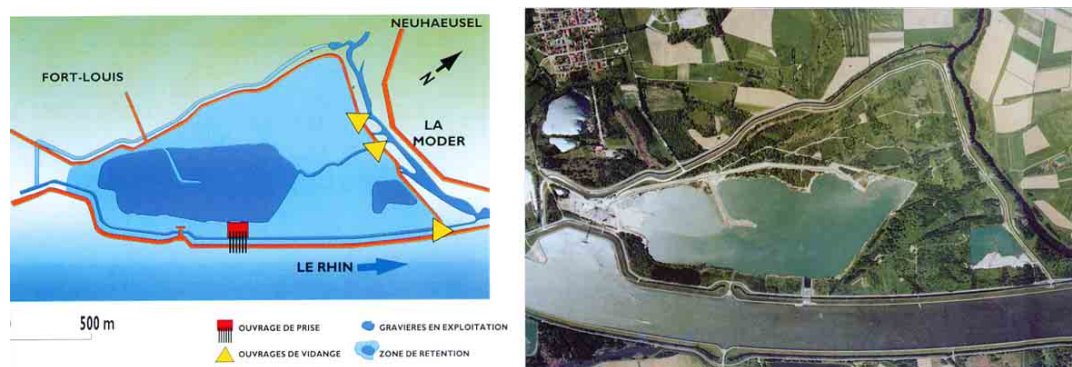 NEUHAEUSEL
FORT-LOUIS
N
LA
MODER
LE RHIN
500 m
OUVRAGE DE PRISE
GRAVIERES EN EXPLOITATION
OUVRAGES DE VIDANGE
ZONE DE RETENTION